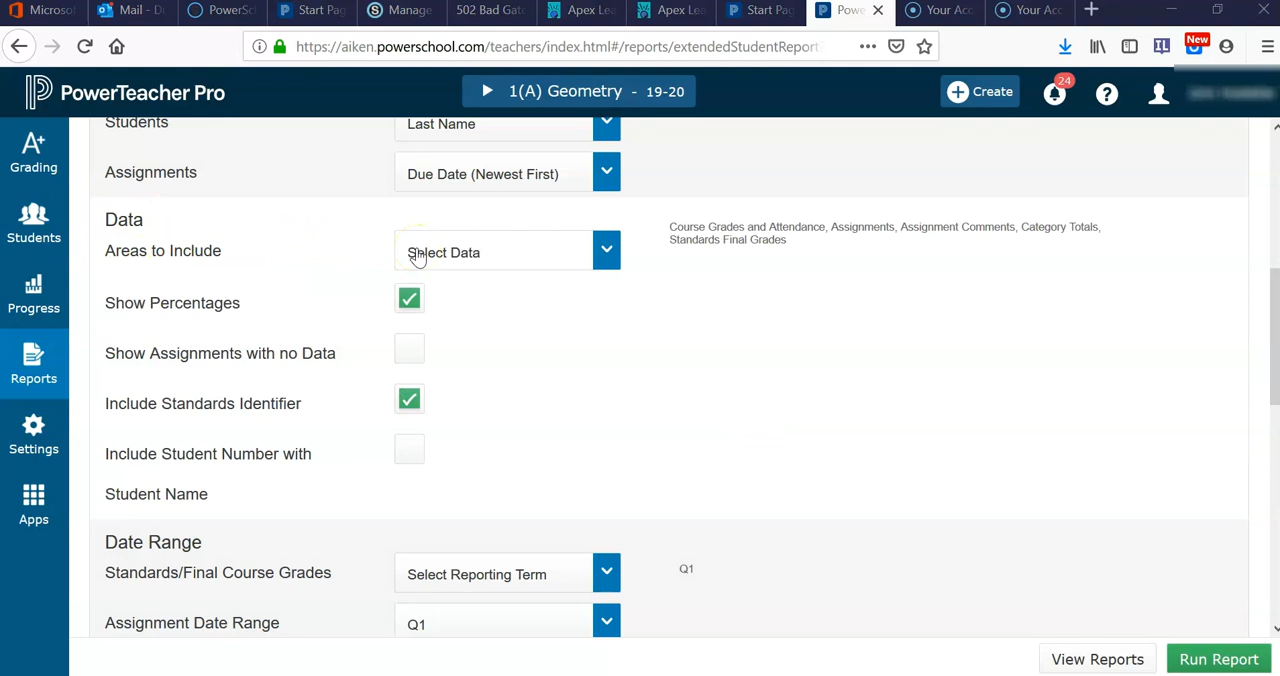 Microsof
Mail - Du
PowerSc
Start Pag
Manage
502 Bad Gate
Apex Lea
Apex Lea
Start Pag
Powe
Your Acc
Your Acc
https://aiken.powerschool.com/teachers/index.html#/reports/extendedStudentReport
New
PowerTeacher Pro
1(A) Geometry - 19-20
Create
24
A+
Grading
Students
Progress
Reports
Settings
Apps
Students
Last Name
Assignments
Due Date (Newest First)
Data
Areas to Include
Select Data
Course Grades and Attendance, Assignments, Assignment Comments, Category Totals,
Standards Final Grades
Show Percentages
Show Assignments with no Data
Include Standards Identifier
Include Student Number with
Student Name
Date Range
Standards/Final Course Grades
Select Reporting Term
Q1
Assignment Date Range
Q1
View Reports
Run Report